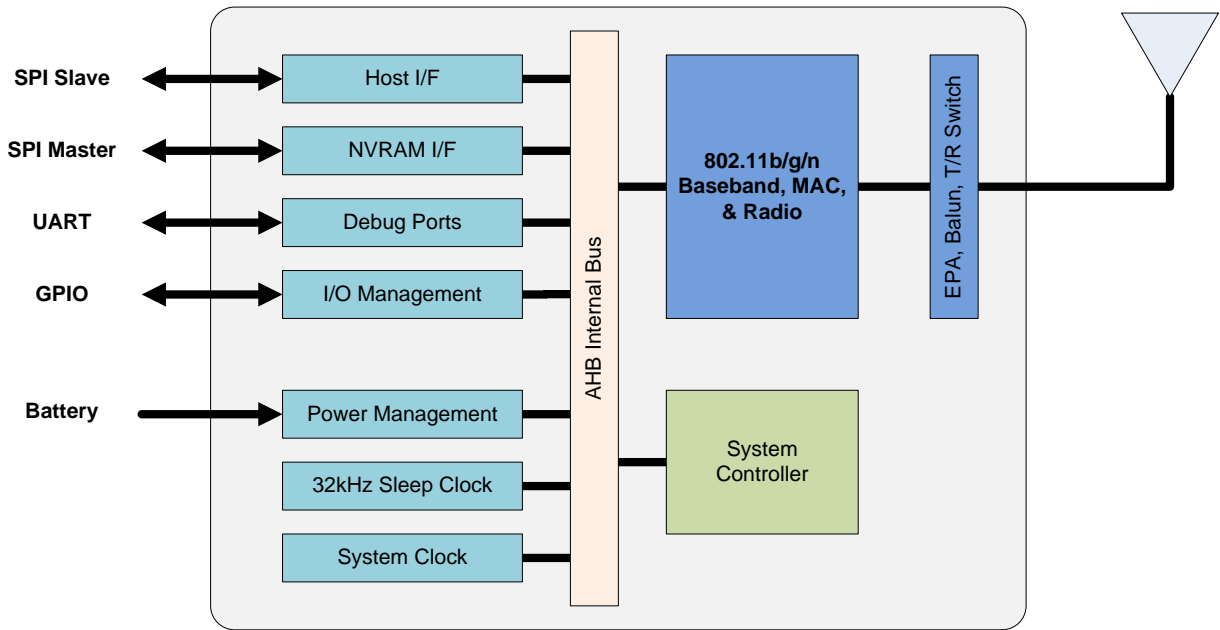 SPI Slave
Host I/F
SPI Master
NVRAM I/F
UART
Debug Ports
GPIO
I/O Management
Battery
Power Management
32kHz Sleep Clock
System Clock
AHB Internal Bus
802.11b/g/n
Baseband, MAC,
& Radio
EPA, Balun, T/R Switch
System
Controller